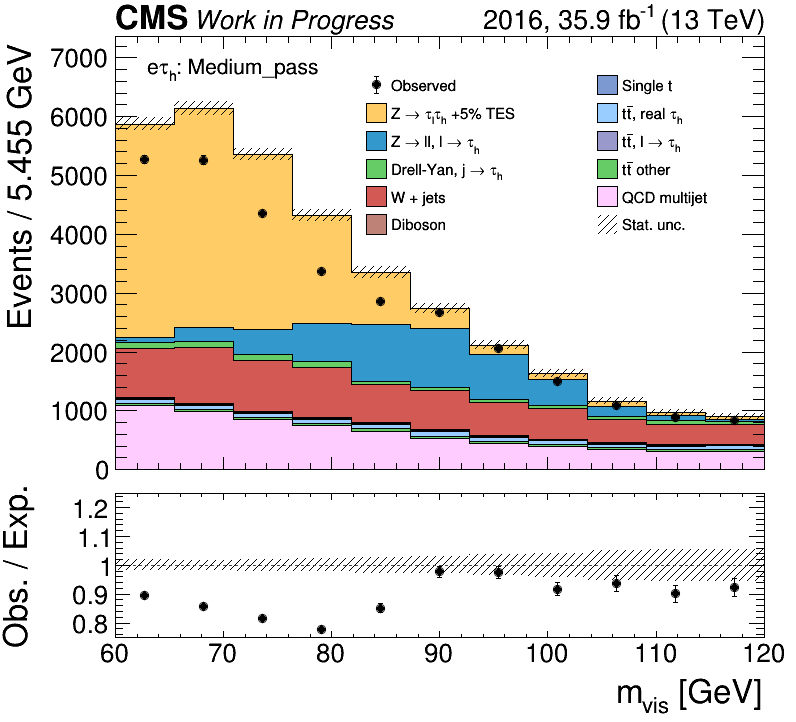 CMS Work in Progress 2016, 35.9 fb⁻¹ (13 TeV)
eτₕ: Medium_pass
Observed
Z → τₗτₕ +5% TES
Z → ll, l → τₕ
Drell-Yan, j → τₕ
W + jets
Diboson
Single t
tt̄, real τₕ
tt̄, l → τₕ
tt̄ other
QCD multijet
Stat. unc.
Events / 5.455 GeV
7000
6000
5000
4000
3000
2000
1000
0
Obs. / Exp.
1.2
1.1
1
0.9
0.8
60 70 80 90 100 110 120
m_vis [GeV]